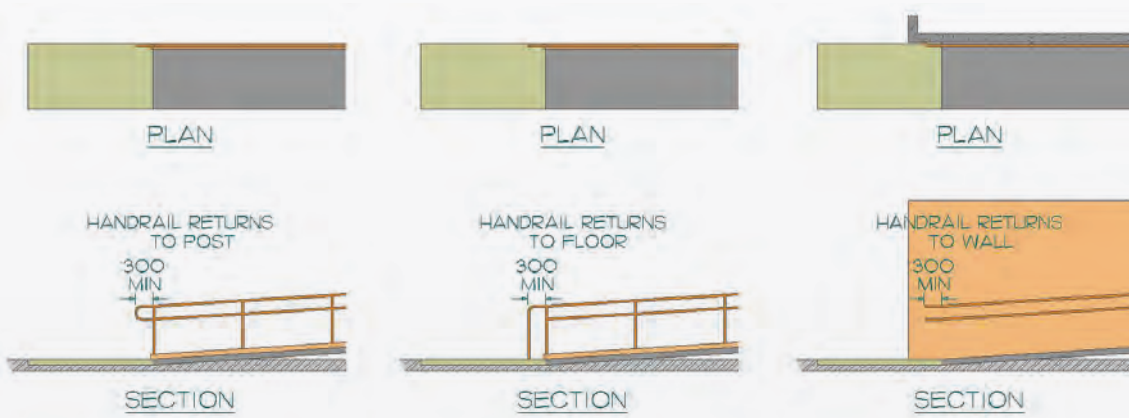 PLAN
PLAN
PLAN
HANDRAIL RETURNS
TO POST
300
MIN
HANDRAIL RETURNS
TO FLOOR
300
MIN
HANDRAIL RETURNS
TO WALL
300
MIN
SECTION
SECTION
SECTION